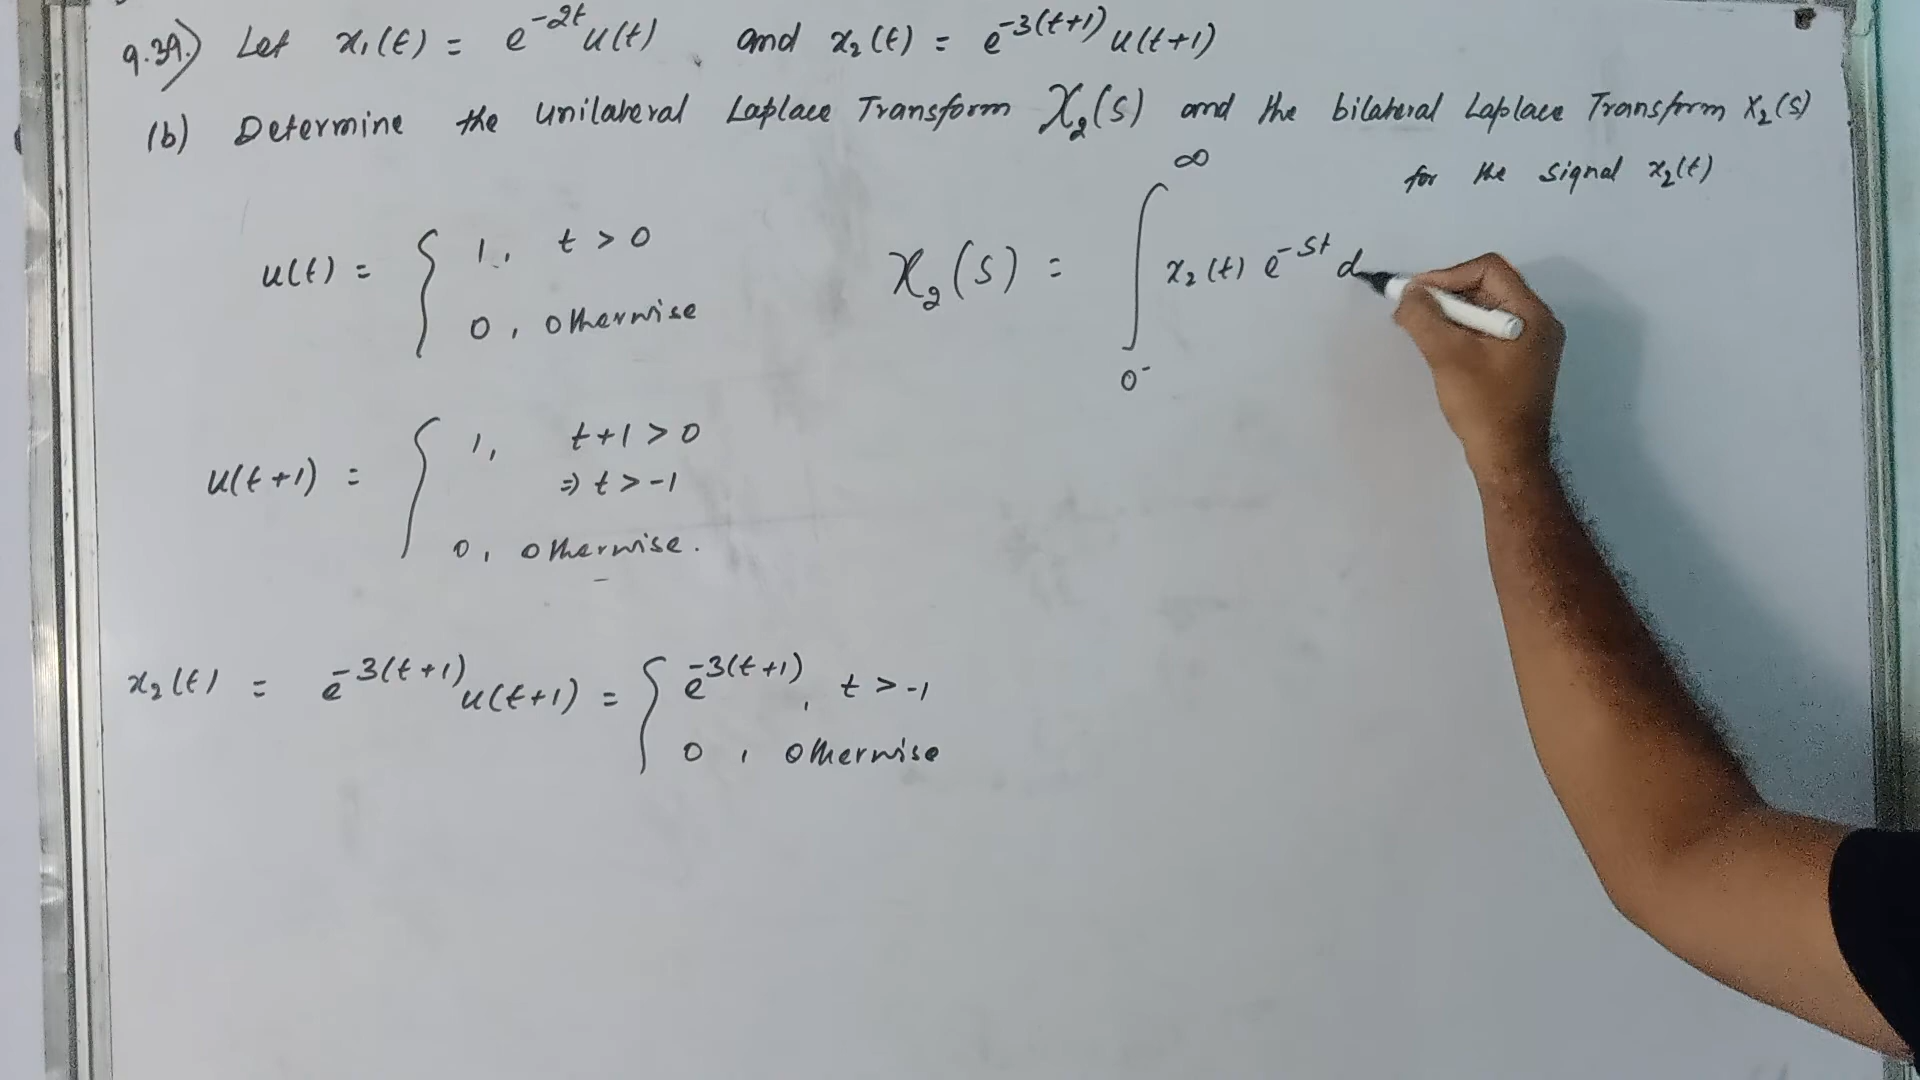 9.39.) Let x₁(t) = e^{-2t} u(t) and x₂(t) = e^{-3(t+1)} u(t+1)
(b) Determine the unilateral Laplace Transform 𝒳₂(s) and the bilateral Laplace Transform X₂(s)
for the signal x₂(t)
u(t) = { 1, t > 0
0, otherwise
𝒳₂(s) = ∫_{0⁻}^{∞} x₂(t) e^{-st} d
u(t+1) = { 1, t+1 > 0
⇒ t > -1
0, otherwise.
x₂(t) = e^{-3(t+1)} u(t+1) = { e^{-3(t+1)}, t > -1
0, otherwise